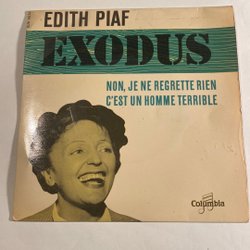 EDITH PIAF
EXODUS
NON, JE NE REGRETTE RIEN
C'EST UN HOMME TERRIBLE
Columbia